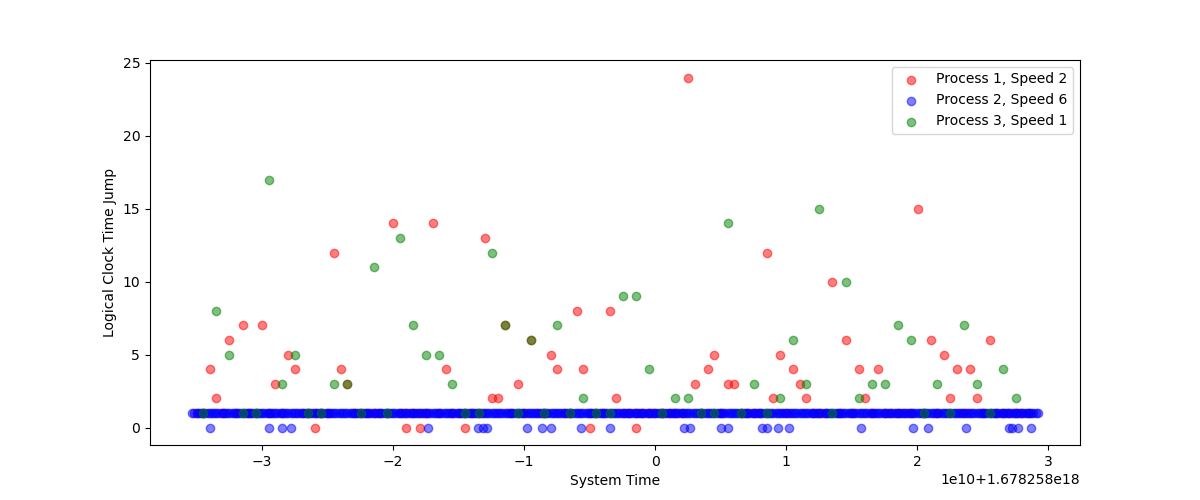 25
20
15
10
5
0
Logical Clock Time Jump
Process 1, Speed 2
Process 2, Speed 6
Process 3, Speed 1
−3 −2 −1 0 1 2 3
System Time
1e10+1.678258e18